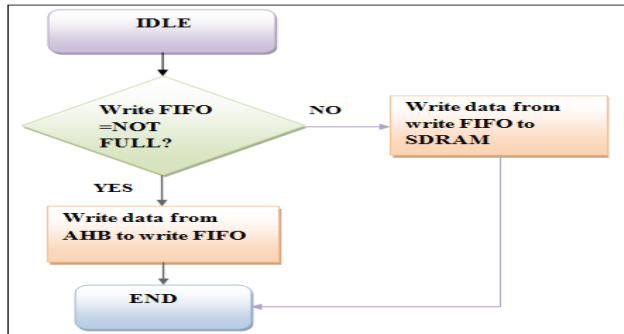 IDLE
Write FIFO
=NOT
FULL?
NO
Write data from
write FIFO to
SDRAM
YES
Write data from
AHB to write FIFO
END